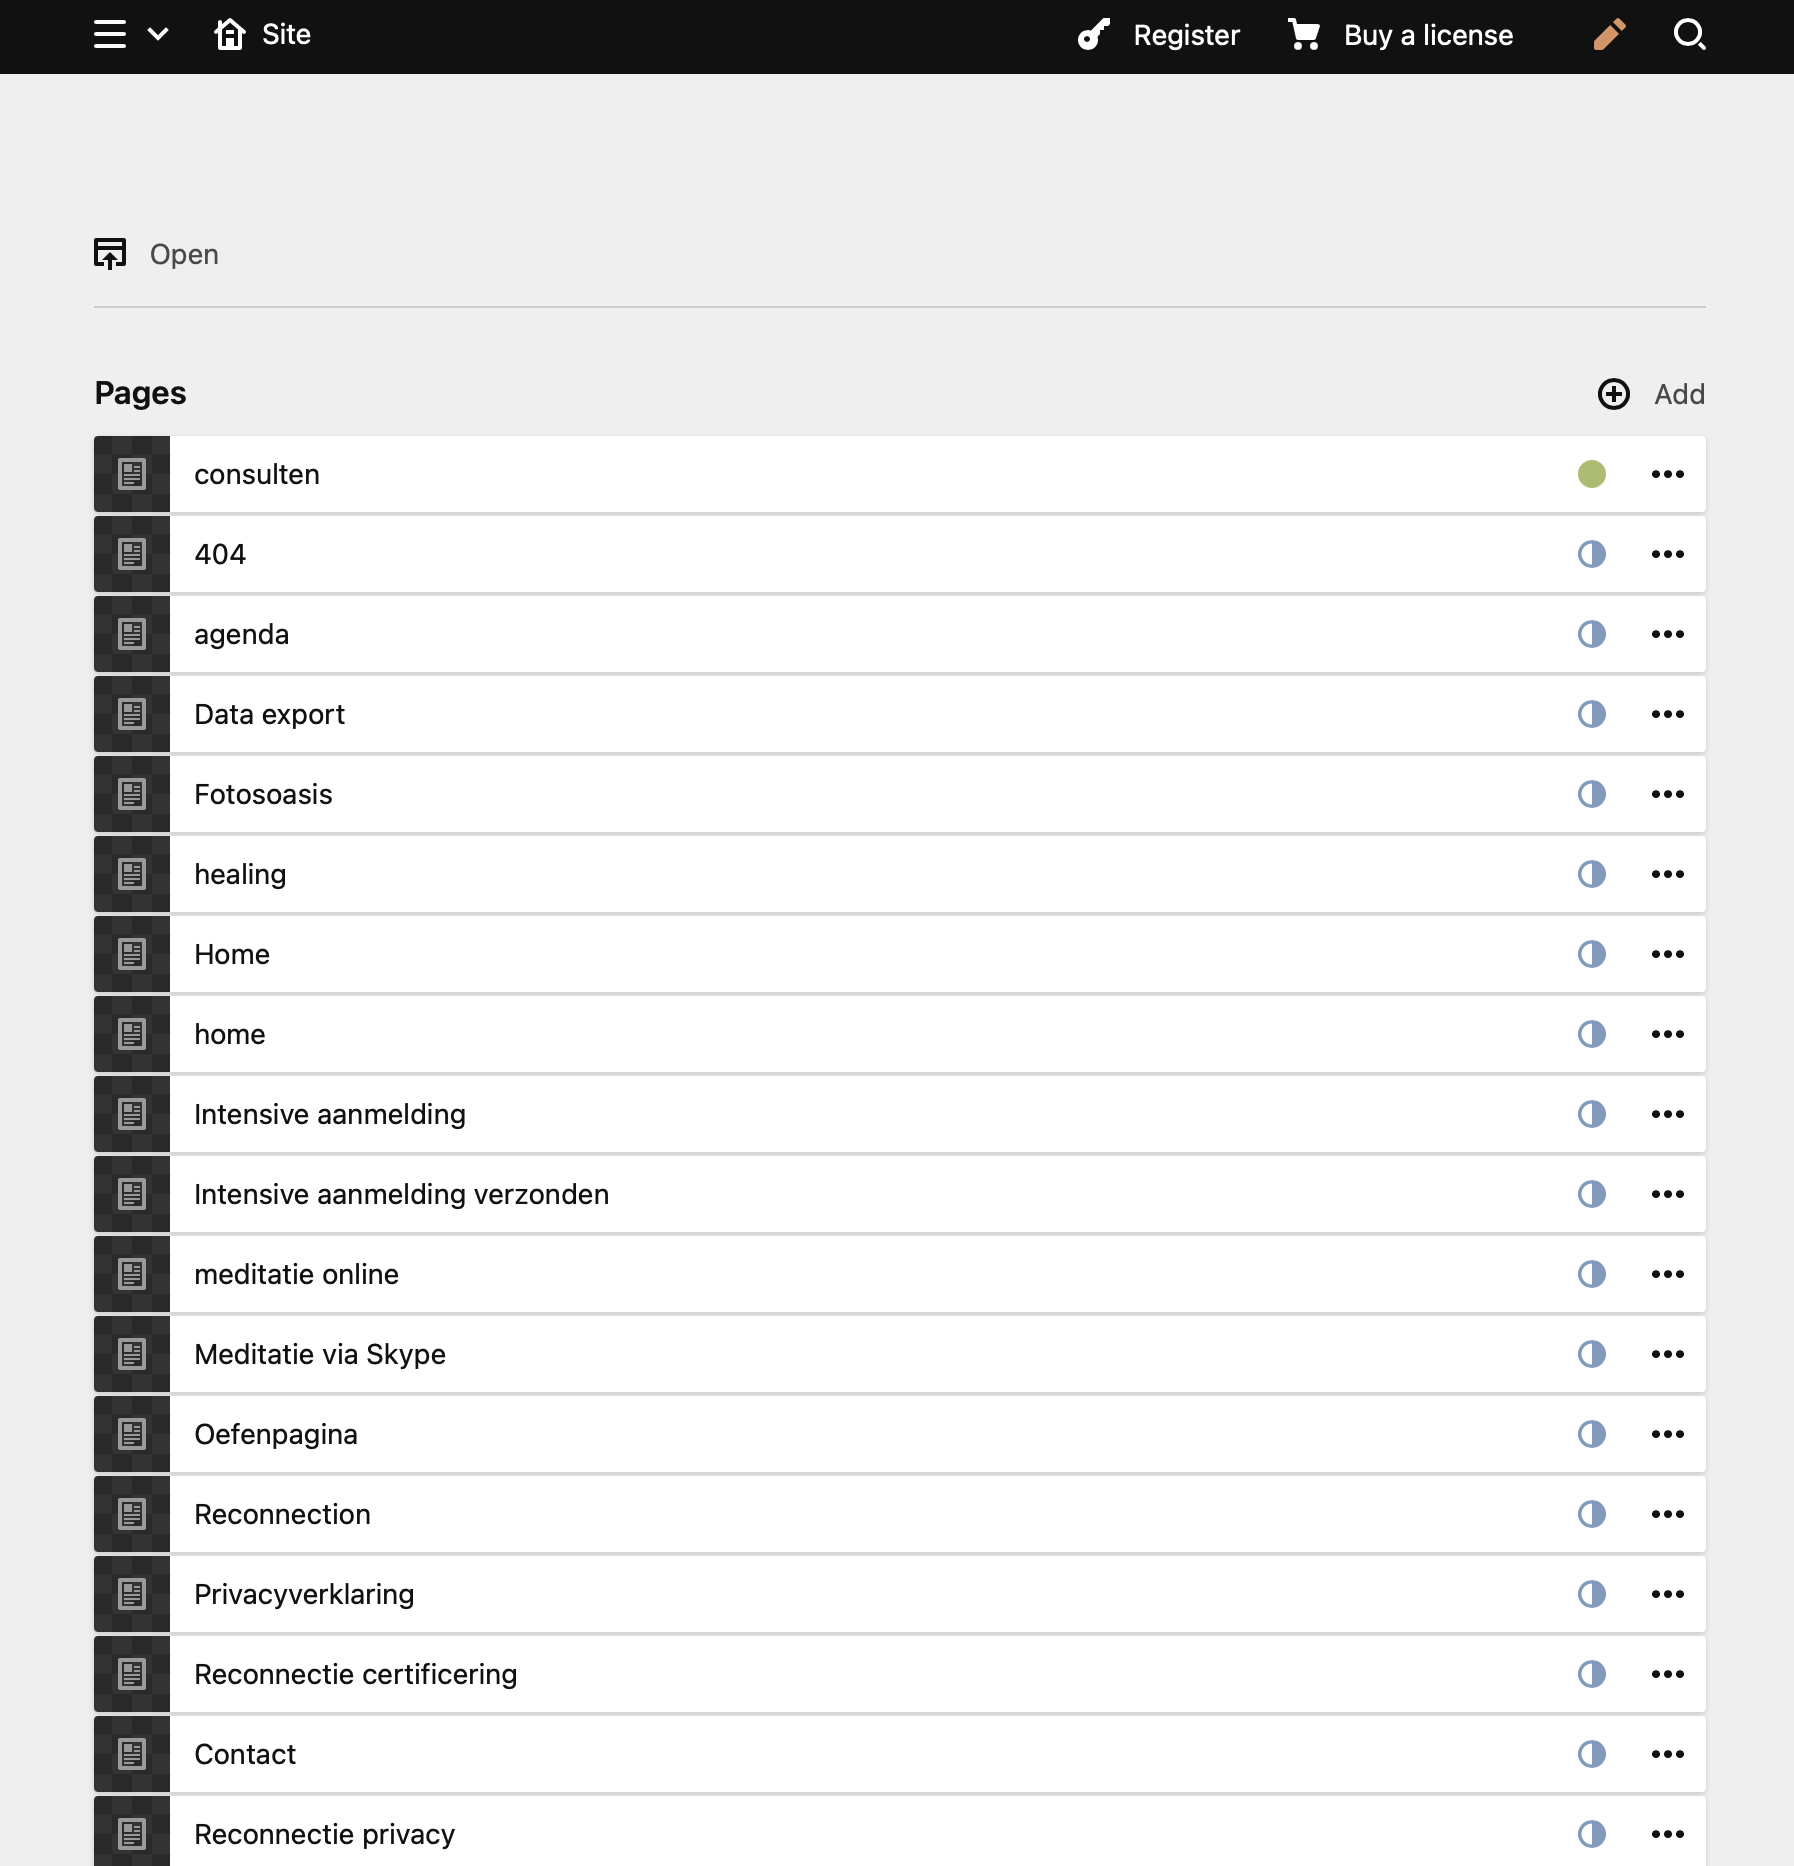 Site
Register
Buy a license
Open
Pages
Add
consulten
404
agenda
Data export
Fotosoasis
healing
Home
home
Intensive aanmelding
Intensive aanmelding verzonden
meditatie online
Meditatie via Skype
Oefenpagina
Reconnection
Privacyverklaring
Reconnectie certificering
Contact
Reconnectie privacy